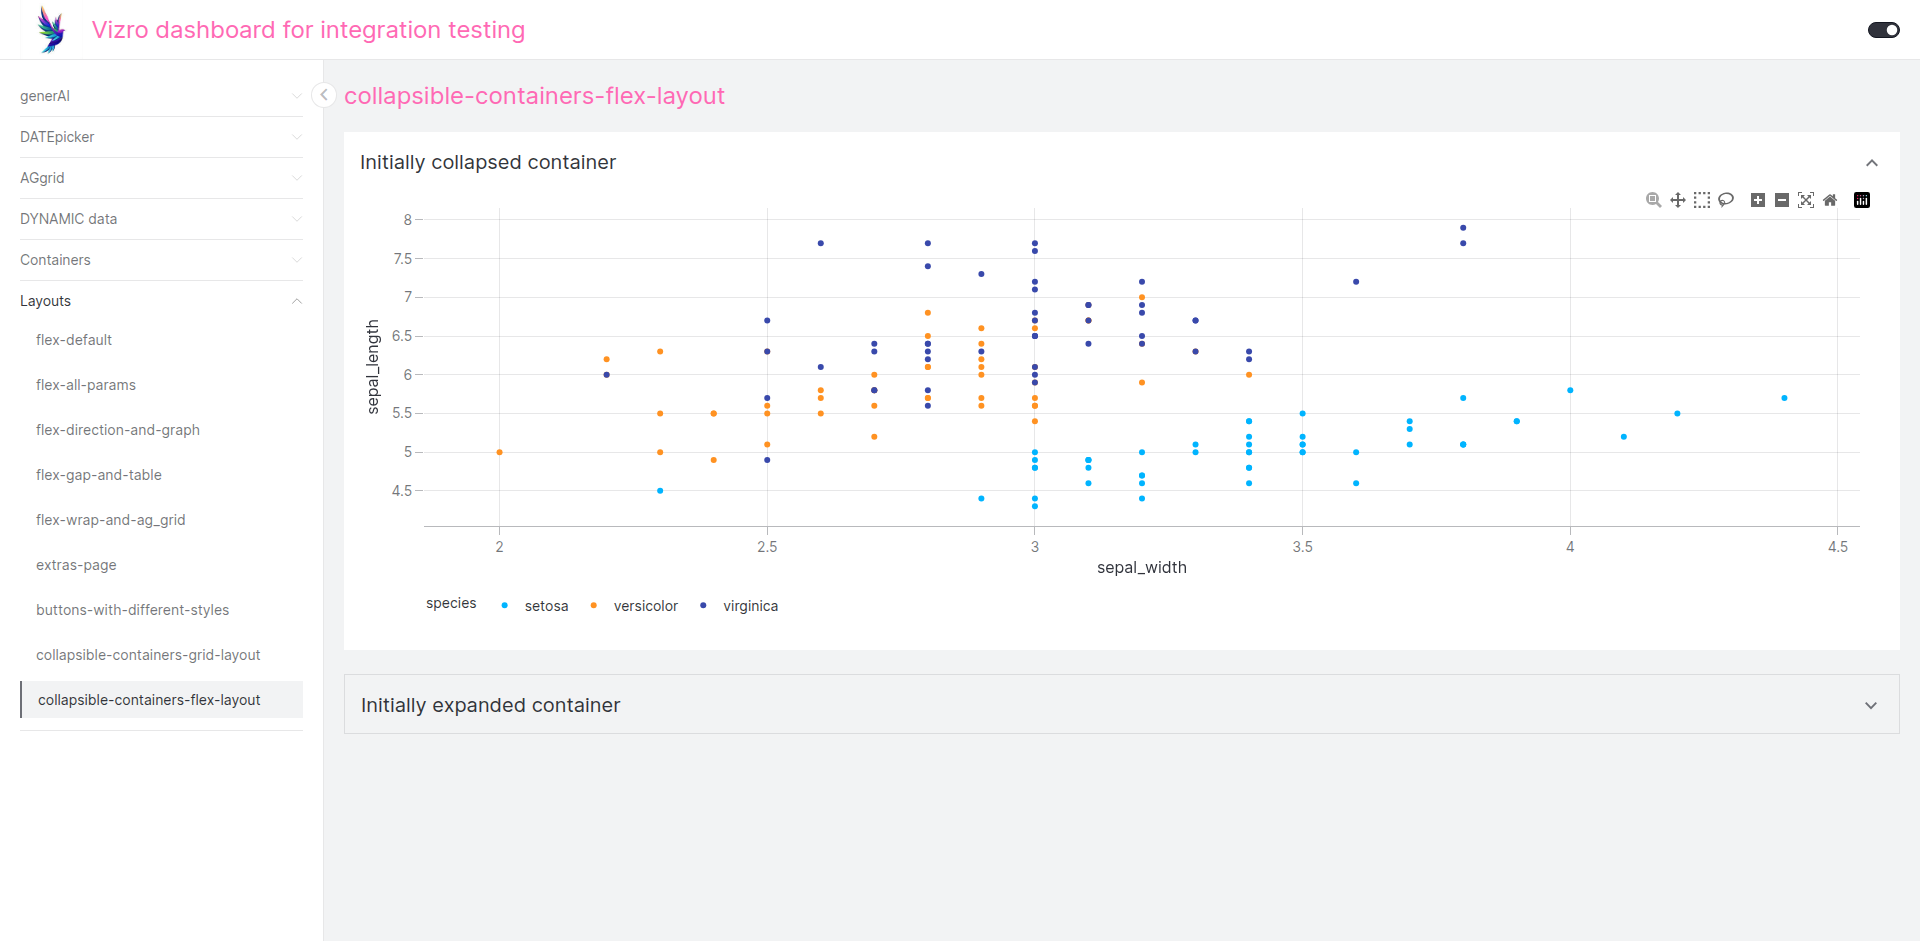 Vizro dashboard for integration testing
generAI
DATEpicker
AGgrid
DYNAMIC data
Containers
Layouts
flex-default
flex-all-params
flex-direction-and-graph
flex-gap-and-table
flex-wrap-and-ag_grid
extras-page
buttons-with-different-styles
collapsible-containers-grid-layout
collapsible-containers-flex-layout
collapsible-containers-flex-layout
Initially collapsed container
8
7.5
7
6.5
6
5.5
5
4.5
sepal_length
2 2.5 3 3.5 4 4.5
sepal_width
species setosa versicolor virginica
Initially expanded container